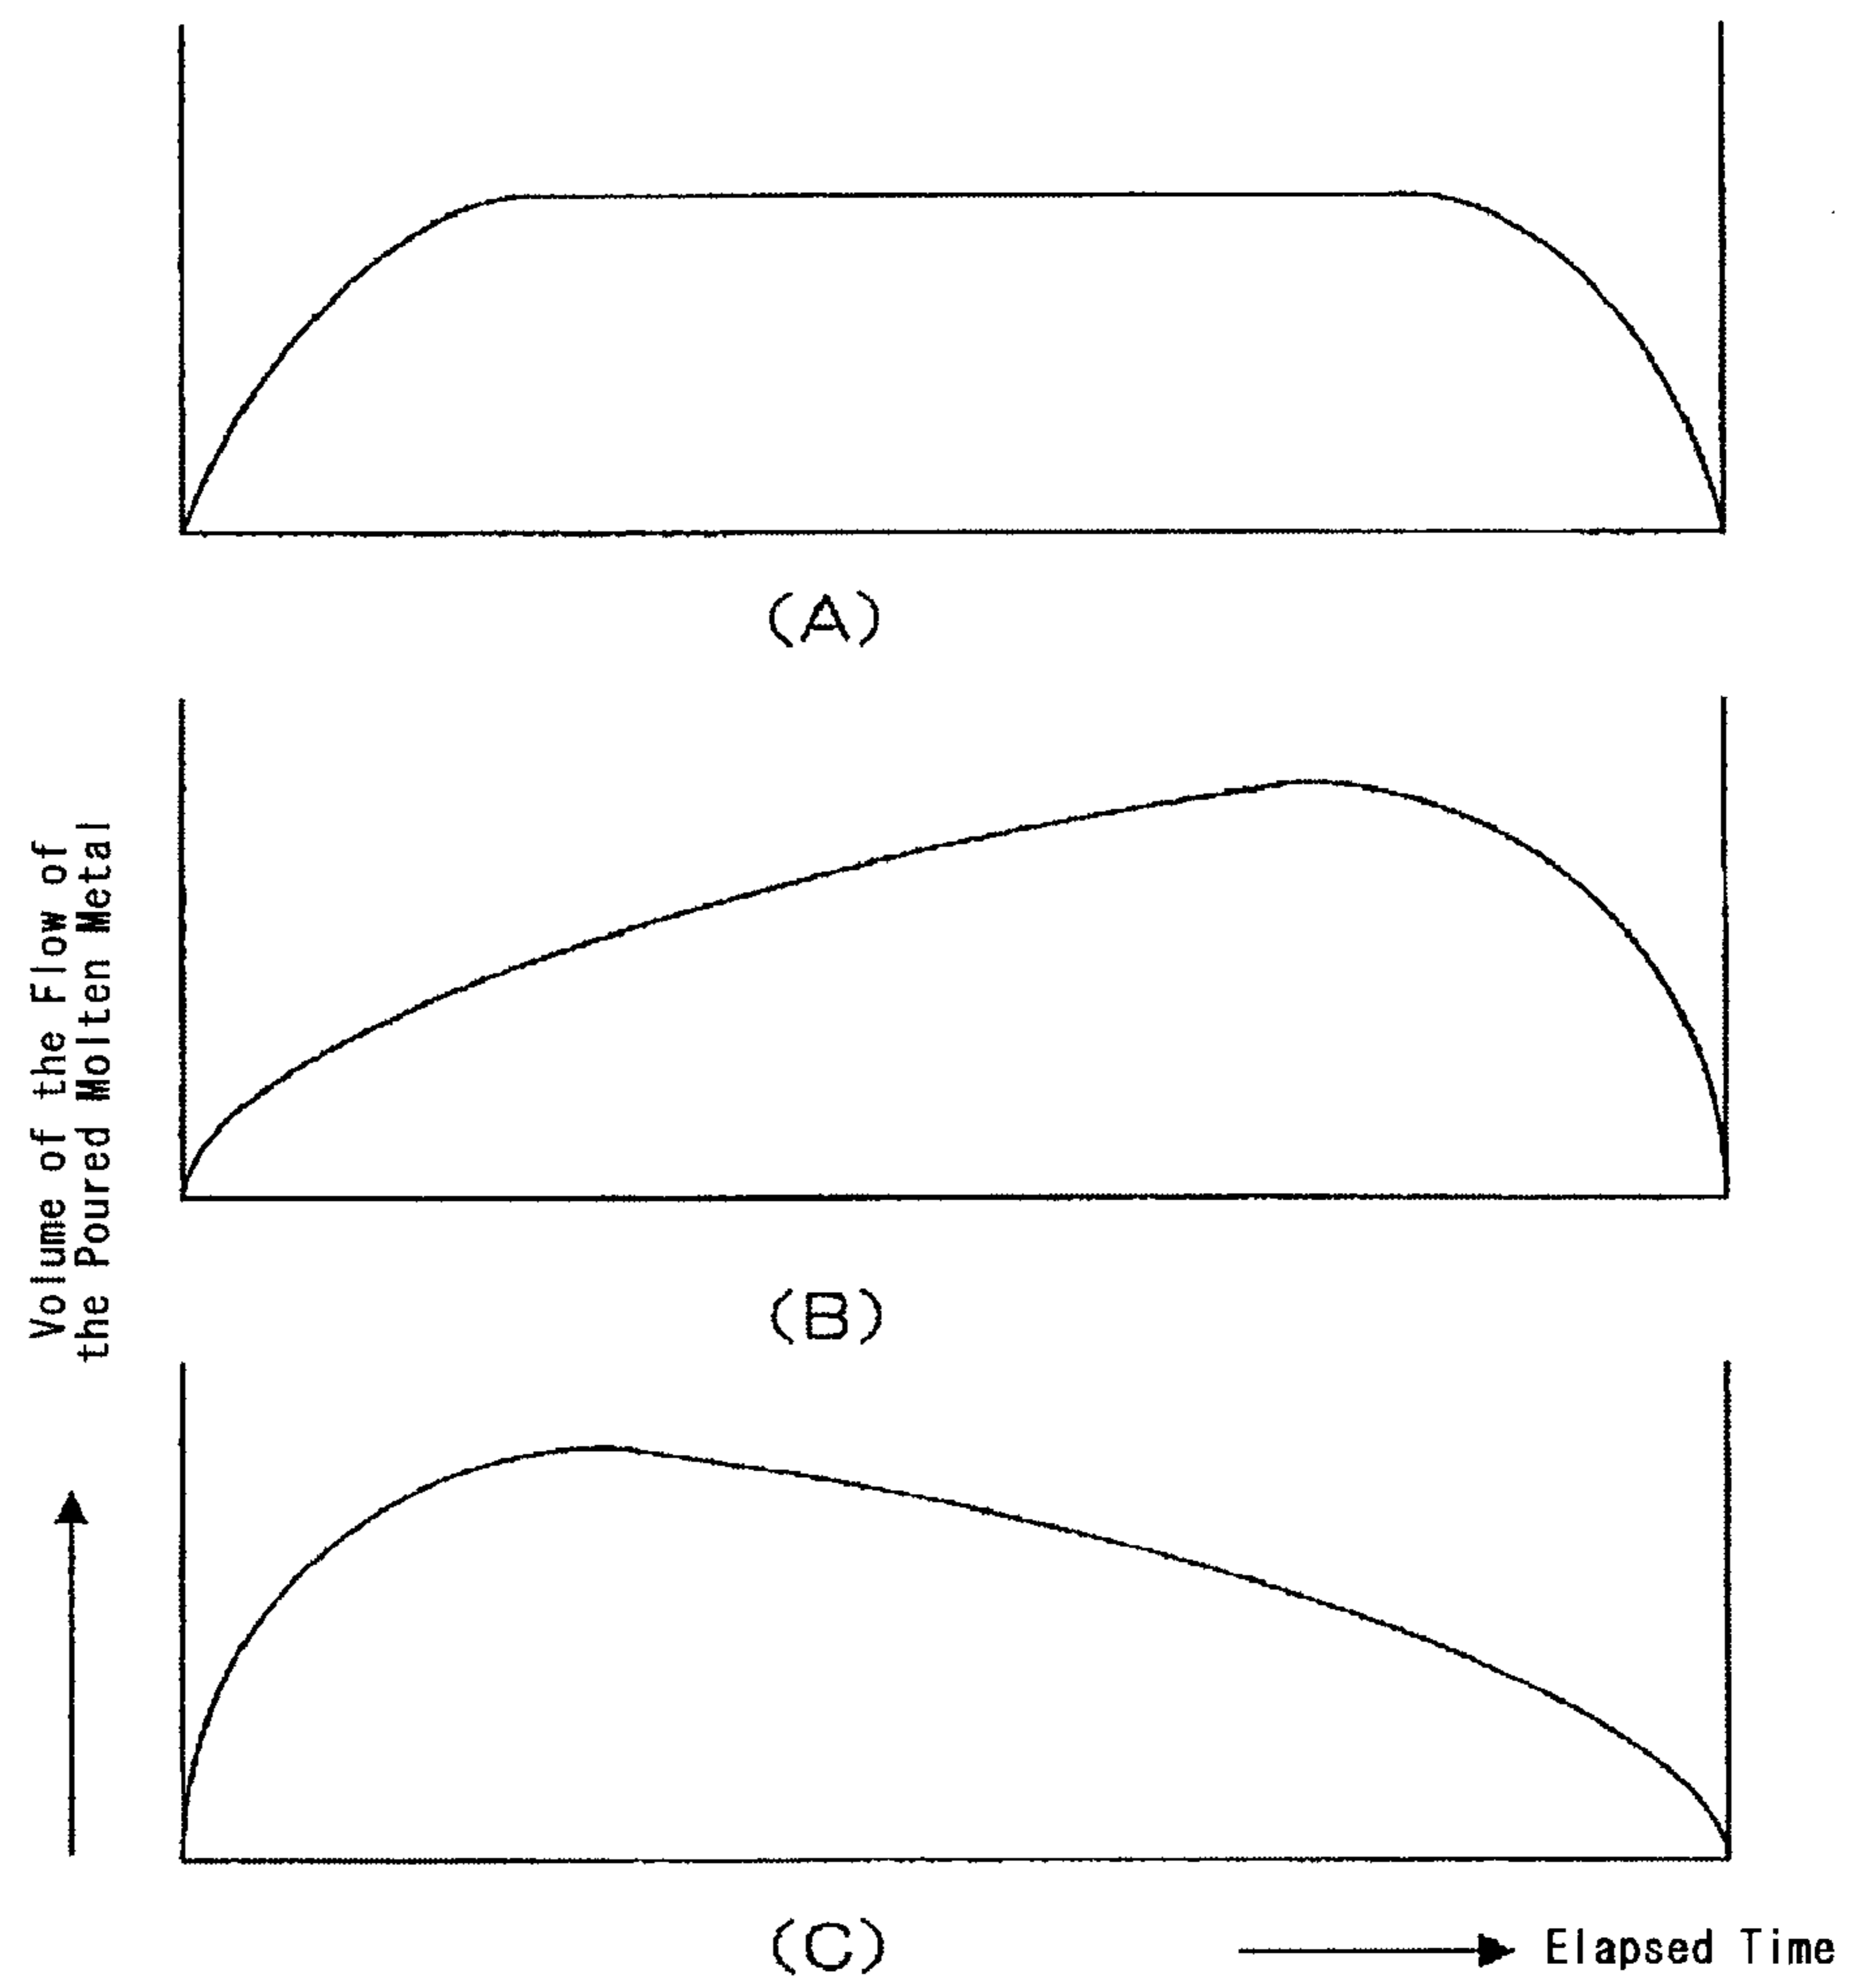 (A)
Volume of the Flow of
the Poured Molten Metal
(B)
(C)
Elapsed Time